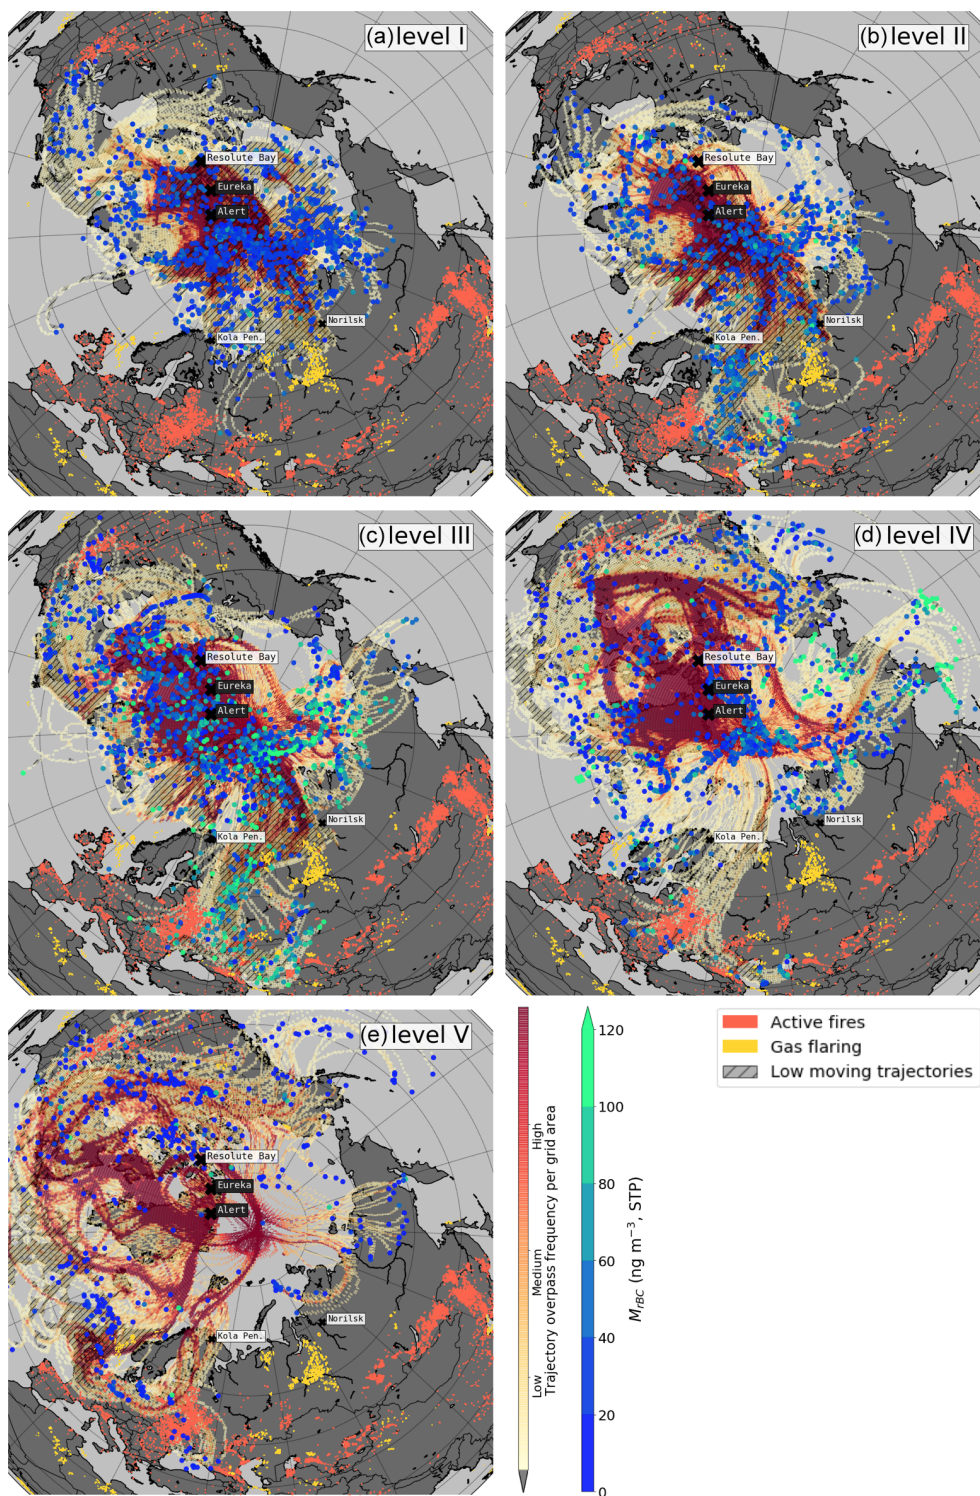 (a) level I
Resolute Bay
Eureka
Alert
Norilsk
Kola Pen.
(b) level II
Resolute Bay
Eureka
Alert
Norilsk
Kola Pen.
(c) level III
Resolute Bay
Eureka
Alert
Norilsk
Kola Pen.
(d) level IV
Resolute Bay
Eureka
Alert
Norilsk
Kola Pen.
(e) level V
Resolute Bay
Eureka
Alert
Norilsk
Kola Pen.
High
Medium
Low
Trajectory overpass frequency per grid area
120
100
80
60
40
20
0
M_rBC (ng m⁻³, STP)
Active fires
Gas flaring
Low moving trajectories